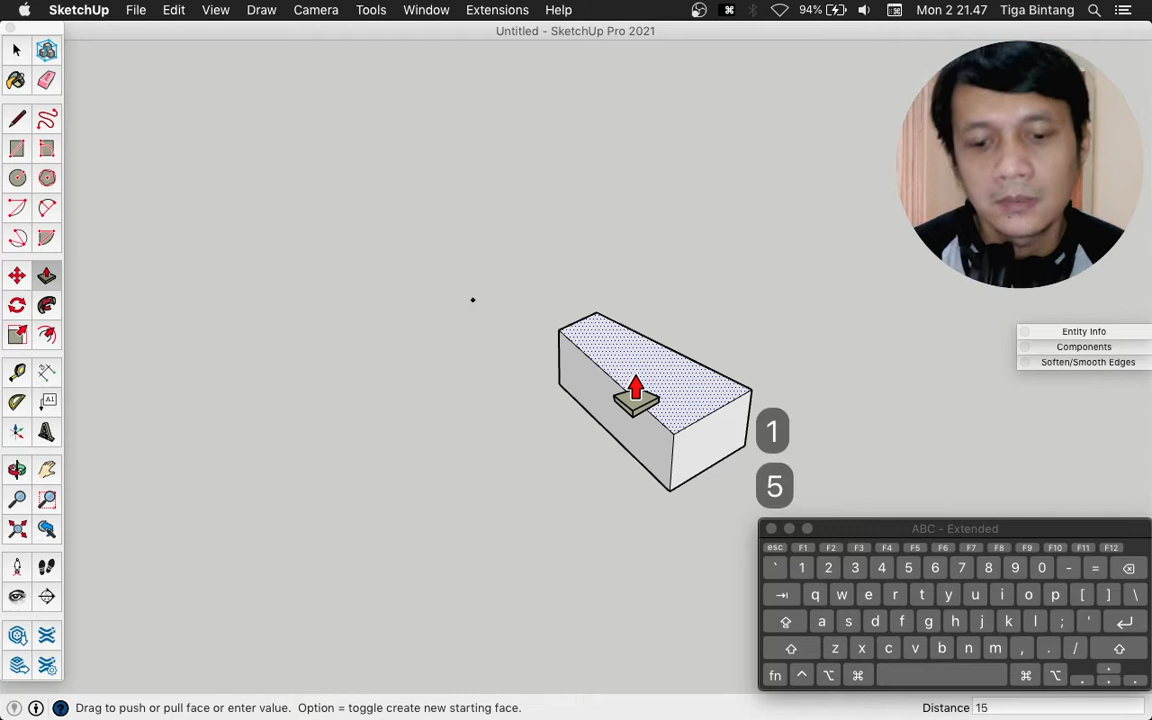 SketchUp File Edit View Draw Camera Tools Window Extensions Help 94% Mon 2 21.47 Tiga Bintang
Untitled - SketchUp Pro 2021
A1
Entity Info
Components
Soften/Smooth Edges
1
5
ABC - Extended
esc F1 F2 F3 F4 F5 F6 F7 F8 F9 F10 F11 F12
` 1 2 3 4 5 6 7 8 9 0 - =
q w e r t y u i o p [ ] \
a s d f g h j k l ; '
z x c v b n m , . /
fn ^ ⌥ ⌘ ⌘ ⌥
Drag to push or pull face or enter value. Option = toggle create new starting face. Distance 15